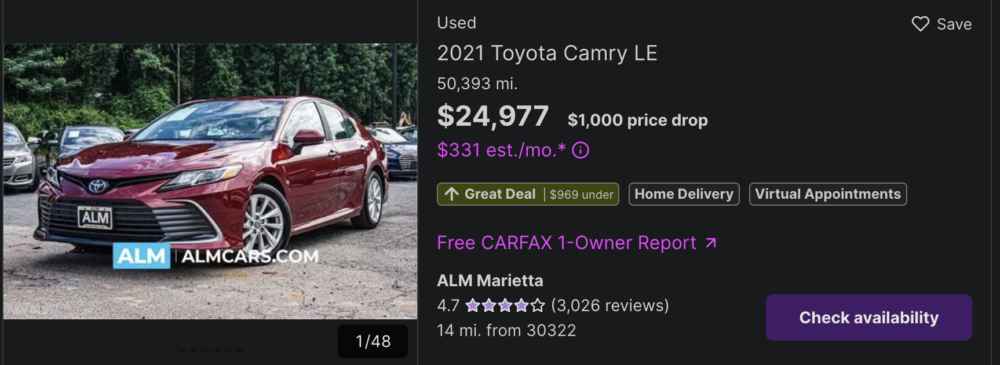 Used
Save
2021 Toyota Camry LE
50,393 mi.
$24,977 $1,000 price drop
$331 est./mo.*
Great Deal | $969 under
Home Delivery
Virtual Appointments
Free CARFAX 1-Owner Report
ALM Marietta
4.7 (3,026 reviews)
14 mi. from 30322
Check availability
ALM
ALM | ALMCARS.COM
1/48